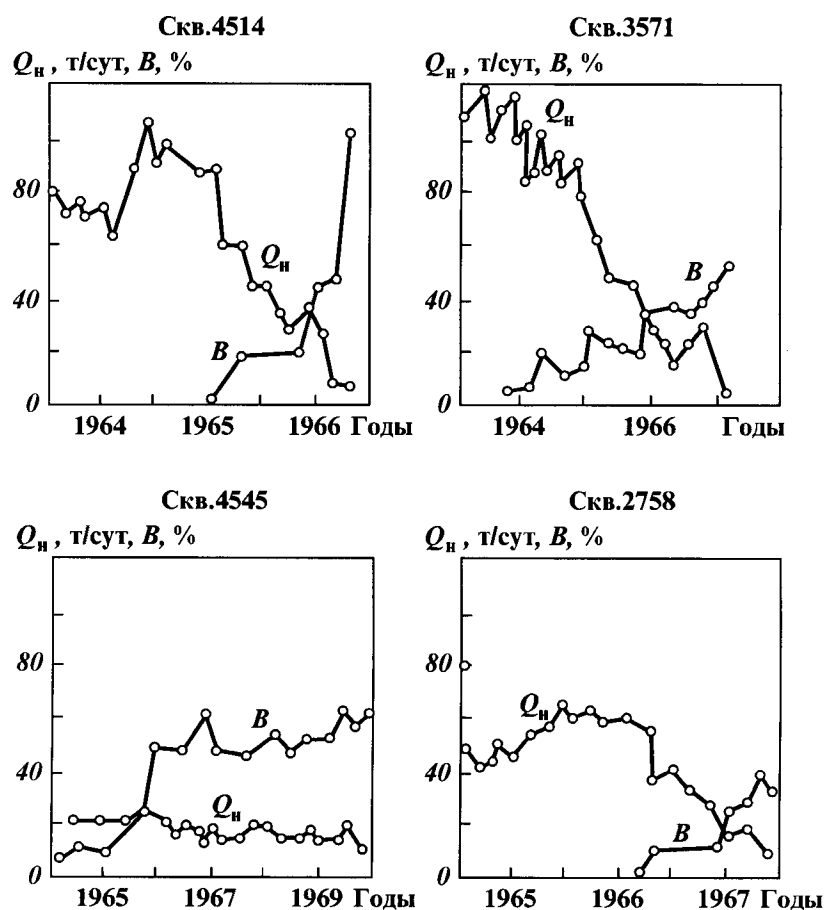 Скв.4514
Qн , т/сут, В, %
80
40
0
Qн
В
1964 1965 1966 Годы
Скв.3571
Qн , т/сут, В, %
80
40
0
Qн
В
1964 1966 Годы
Скв.4545
Qн , т/сут, В, %
80
40
0
В
Qн
1965 1967 1969 Годы
Скв.2758
Qн , т/сут, В, %
80
40
0
Qн
В
1965 1966 1967 Годы